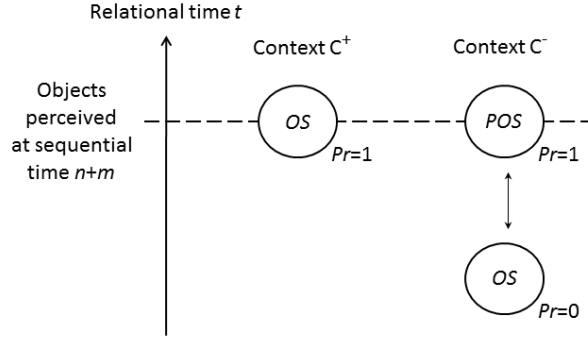 Relational time t
Context C⁺
Context C⁻
Objects
perceived
at sequential
time n+m
OS
POS
Pr=1
Pr=1
OS
Pr=0